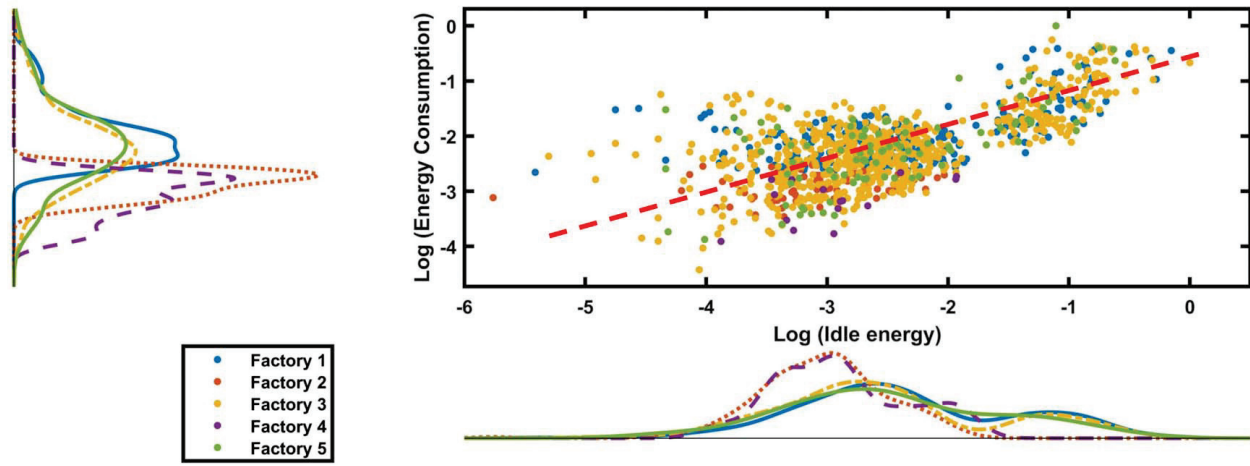 0
-1
-2
-3
-4
Log (Energy Consumption)
-6 -5 -4 -3 -2 -1 0
Log (Idle energy)
Factory 1
Factory 2
Factory 3
Factory 4
Factory 5